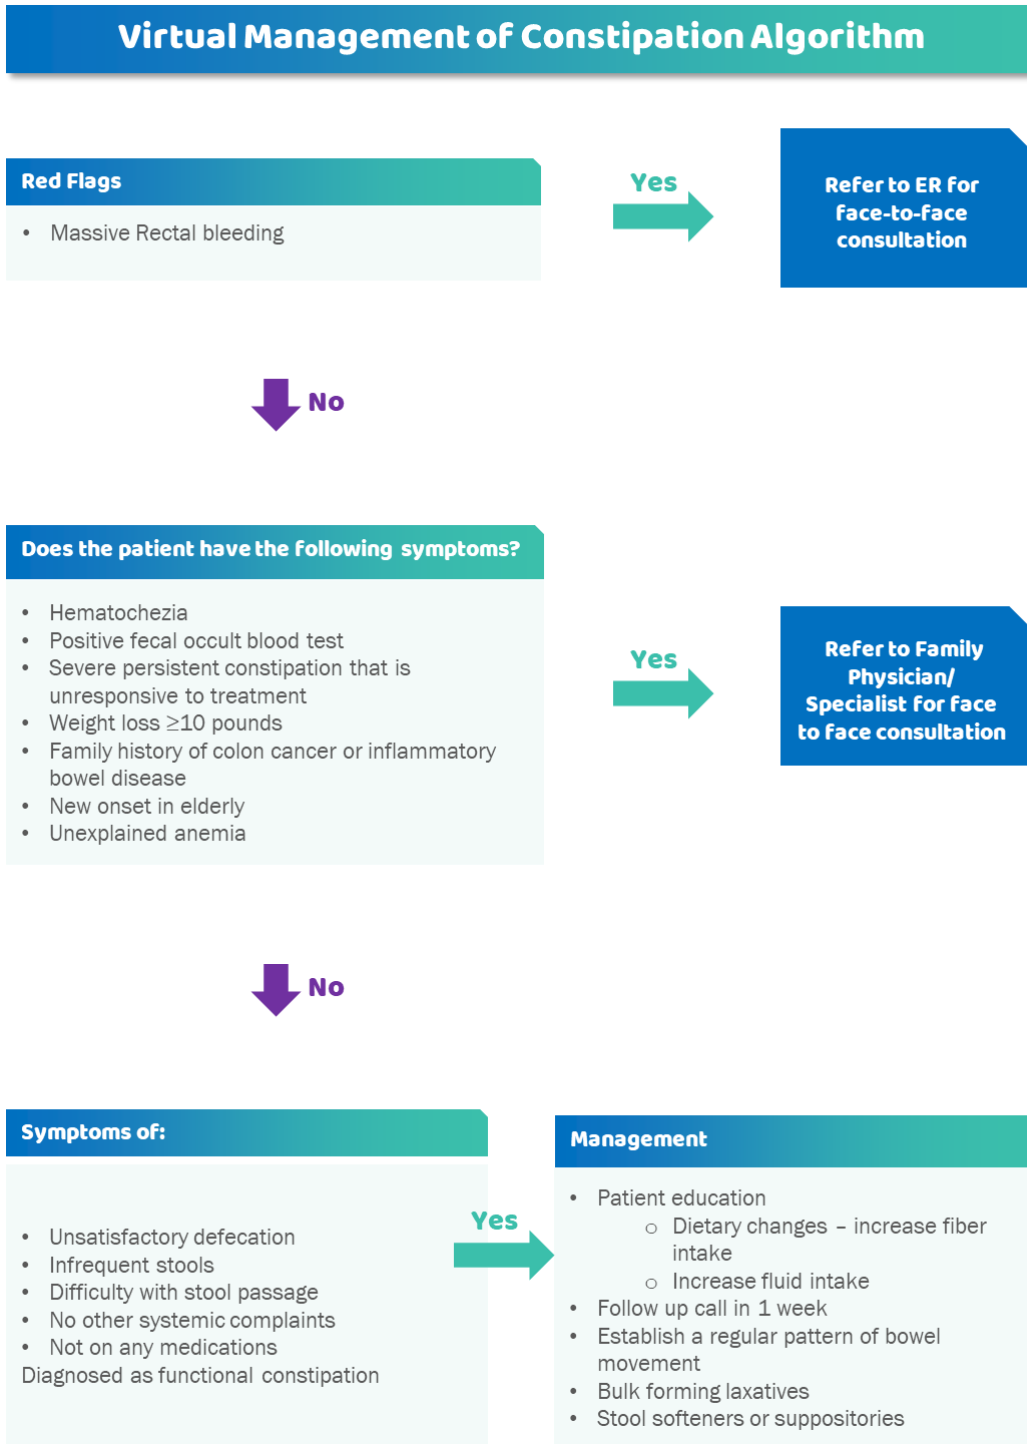 Virtual Management of Constipation Algorithm
Red Flags
• Massive Rectal bleeding
Yes
Refer to ER for
face-to-face
consultation
No
Does the patient have the following symptoms?
• Hematochezia
• Positive fecal occult blood test
• Severe persistent constipation that is
unresponsive to treatment
• Weight loss ≥10 pounds
• Family history of colon cancer or inflammatory
bowel disease
• New onset in elderly
• Unexplained anemia
Yes
Refer to Family
Physician/
Specialist for face
to face consultation
No
Symptoms of:
• Unsatisfactory defecation
• Infrequent stools
• Difficulty with stool passage
• No other systemic complaints
• Not on any medications
Diagnosed as functional constipation
Yes
Management
• Patient education
o Dietary changes – increase fiber
intake
o Increase fluid intake
• Follow up call in 1 week
• Establish a regular pattern of bowel
movement
• Bulk forming laxatives
• Stool softeners or suppositories